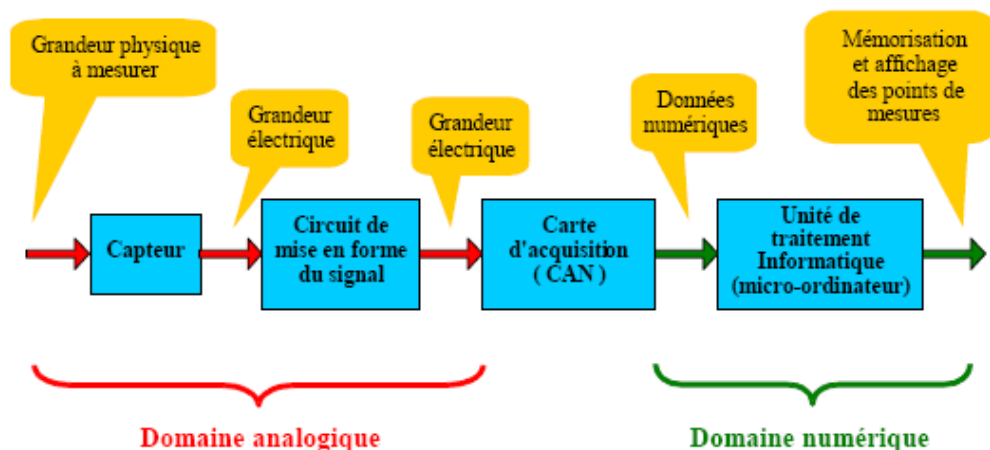 Grandeur physique
à mesurer
Grandeur
électrique
Grandeur
électrique
Données
numériques
Mémorisation
et affichage
des points de
mesures
Capteur
Circuit de
mise en forme
du signal
Carte
d'acquisition
( CAN )
Unité de
traitement
Informatique
(micro-ordinateur)
Domaine analogique
Domaine numérique